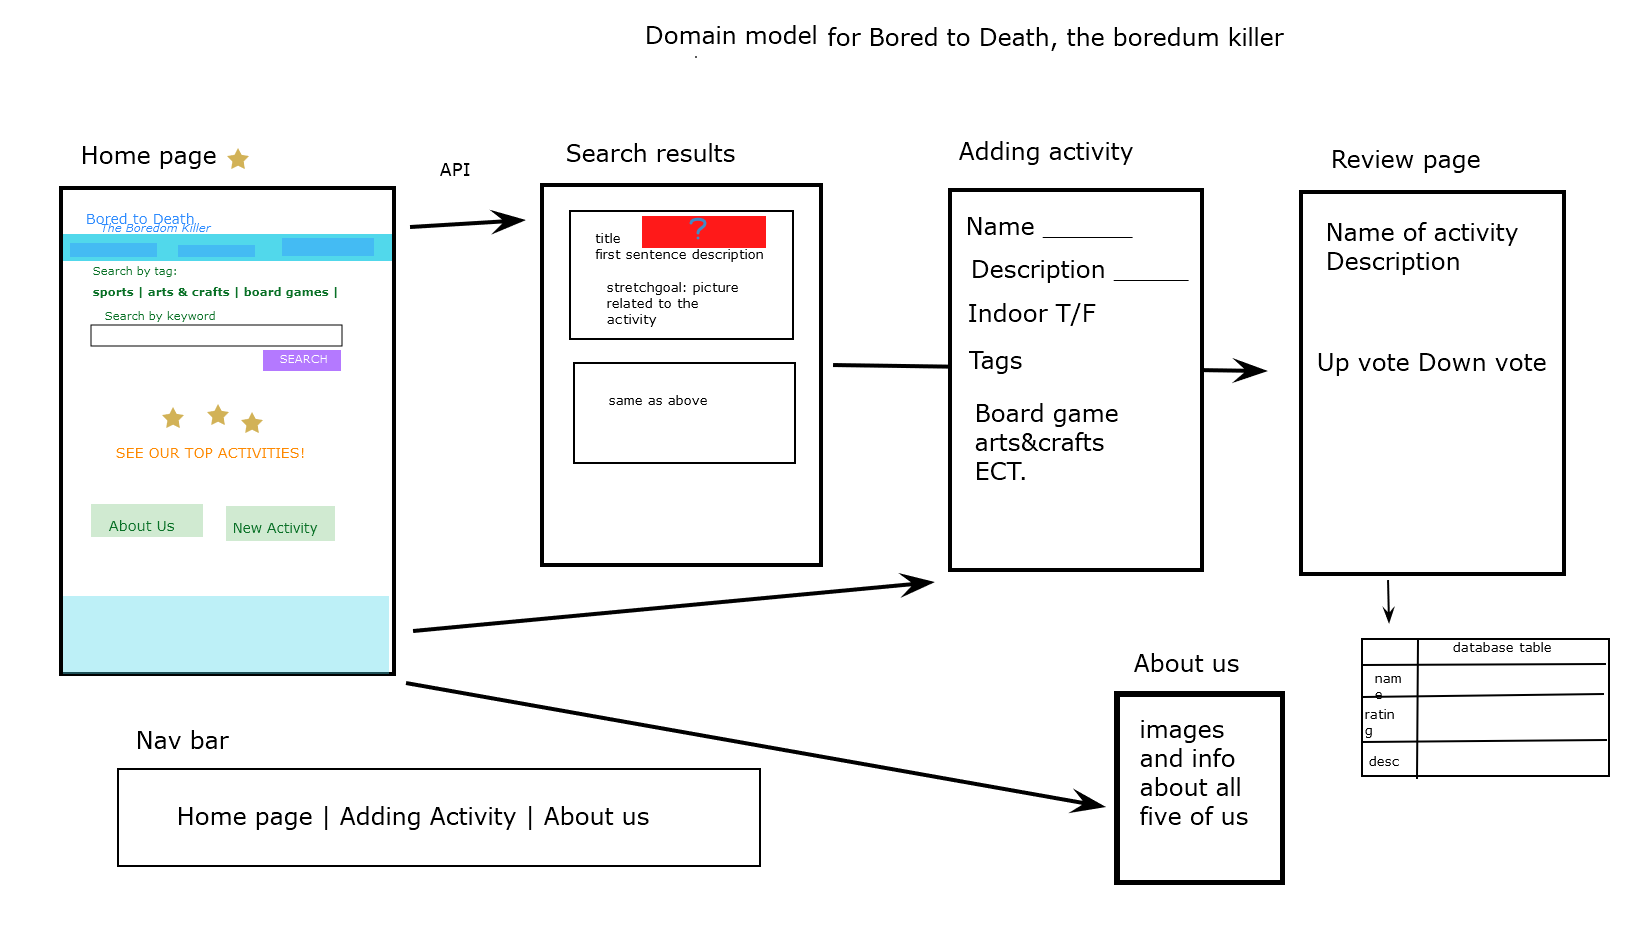 Domain model for Bored to Death, the boredum killer
Home page
Bored to Death
The Boredom Killer
Search by tag:
sports | arts & crafts | board games |
Search by keyword
SEARCH
SEE OUR TOP ACTIVITIES!
About Us
New Activity
API
Search results
title
?
first sentence description
stretchgoal: picture
related to the
activity
same as above
Adding activity
Name _______
Description ______
Indoor T/F
Tags
Board game
arts&crafts
ECT.
Review page
Name of activity
Description
Up vote Down vote
database table
nam
e
ratin
g
desc
About us
images
and info
about all
five of us
Nav bar
Home page | Adding Activity | About us